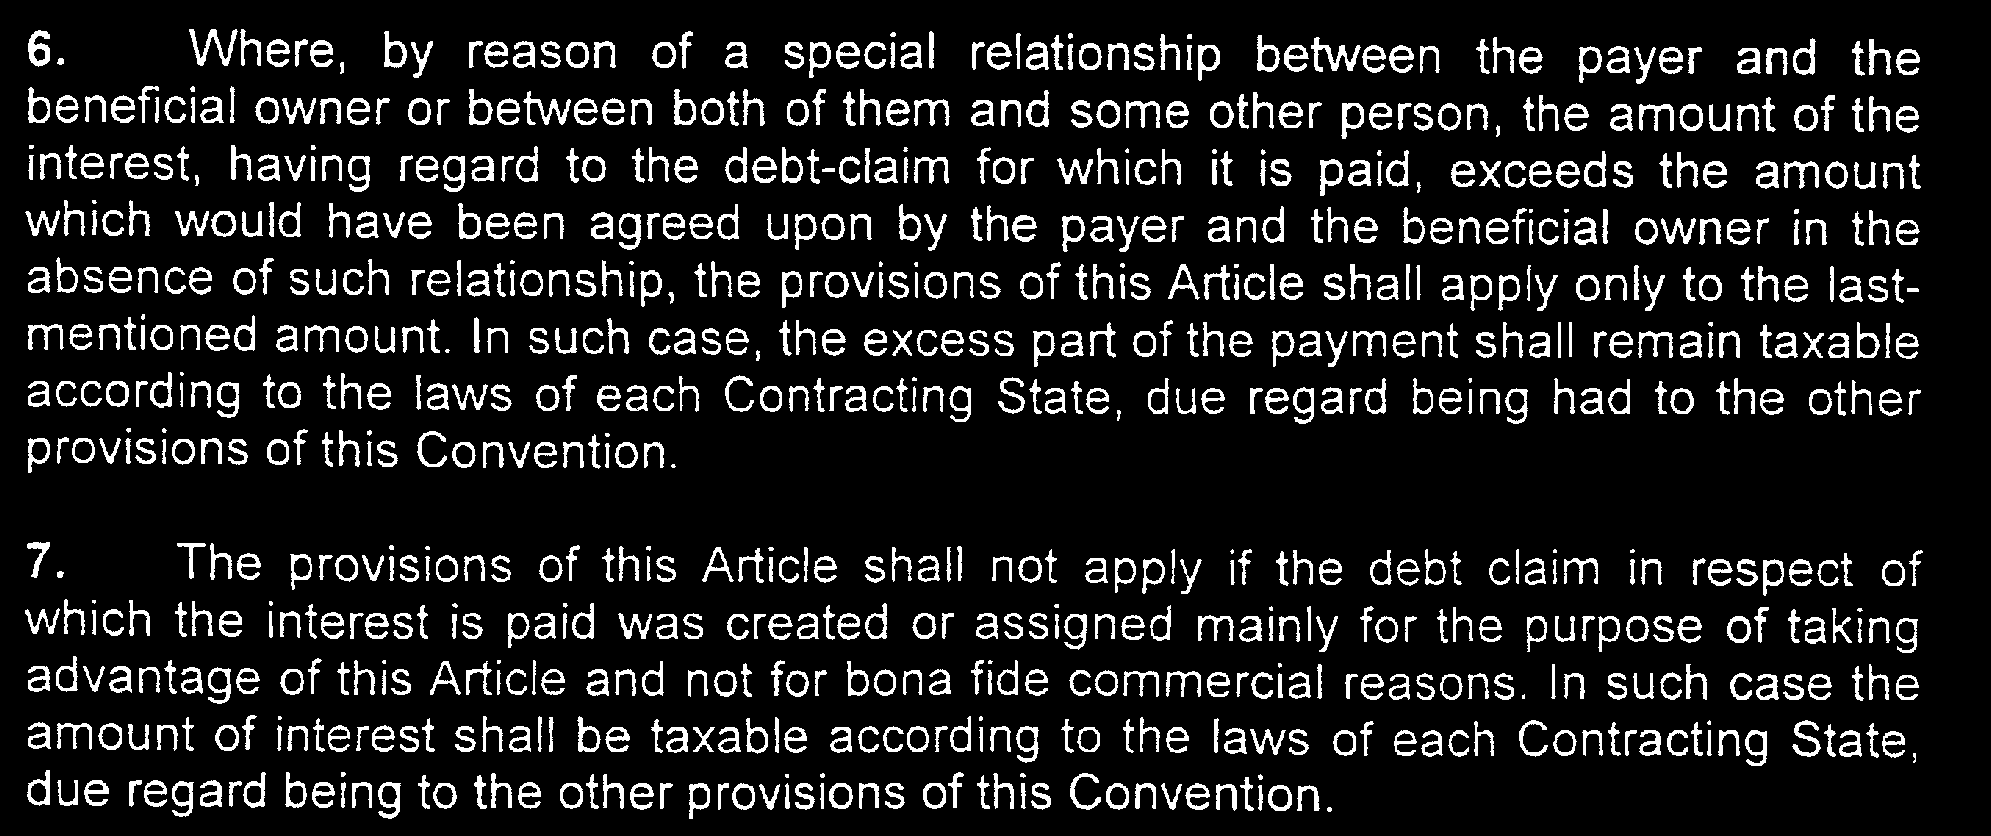 6. Where, by reason of a special relationship between the payer and the
beneficial owner or between both of them and some other person, the amount of the
interest, having regard to the debt-claim for which it is paid, exceeds the amount
which would have been agreed upon by the payer and the beneficial owner in the
absence of such relationship, the provisions of this Article shall apply only to the last-
mentioned amount. In such case, the excess part of the payment shall remain taxable
according to the laws of each Contracting State, due regard being had to the other
provisions of this Convention.
7. The provisions of this Article shall not apply if the debt claim in respect of
which the interest is paid was created or assigned mainly for the purpose of taking
advantage of this Article and not for bona fide commercial reasons. In such case the
amount of interest shall be taxable according to the laws of each Contracting State,
due regard being to the other provisions of this Convention.